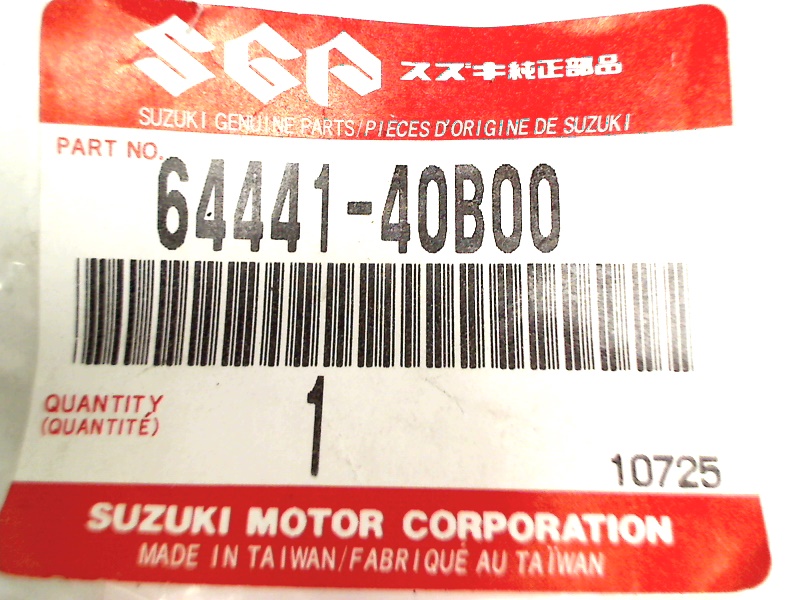 SGP スズキ純正部品
SUZUKI GENUINE PARTS/PIÈCES D'ORIGINE DE SUZUKI
PART NO.
64441-40B00
QUANTITY 1
(QUANTITÉ)
10725
SUZUKI MOTOR CORPORATION
MADE IN TAIWAN/FABRIQUÉ AU TAÏWAN